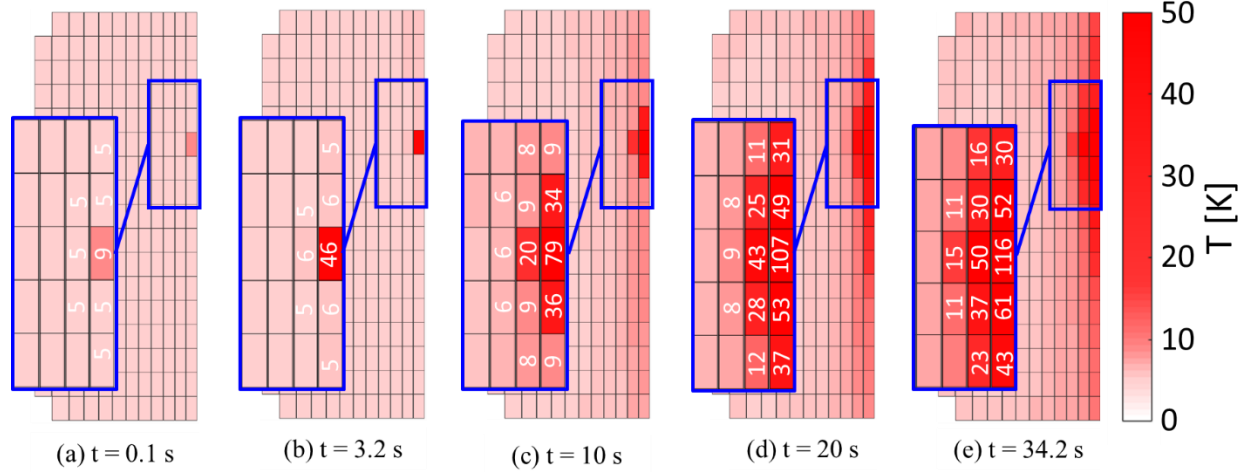 5
5 5
5 9
5 5
5
(a) t = 0.1 s
5
5 6
6 46
5 6
5
(b) t = 3.2 s
8 9
6 9 34
6 20 79
6 9 36
8 9
(c) t = 10 s
11 31
8 25 49
9 43 107
8 28 53
12 37
(d) t = 20 s
16 30
11 30 52
15 50 116
11 37 61
23 43
(e) t = 34.2 s
50
40
30
20
10
0
T [K]